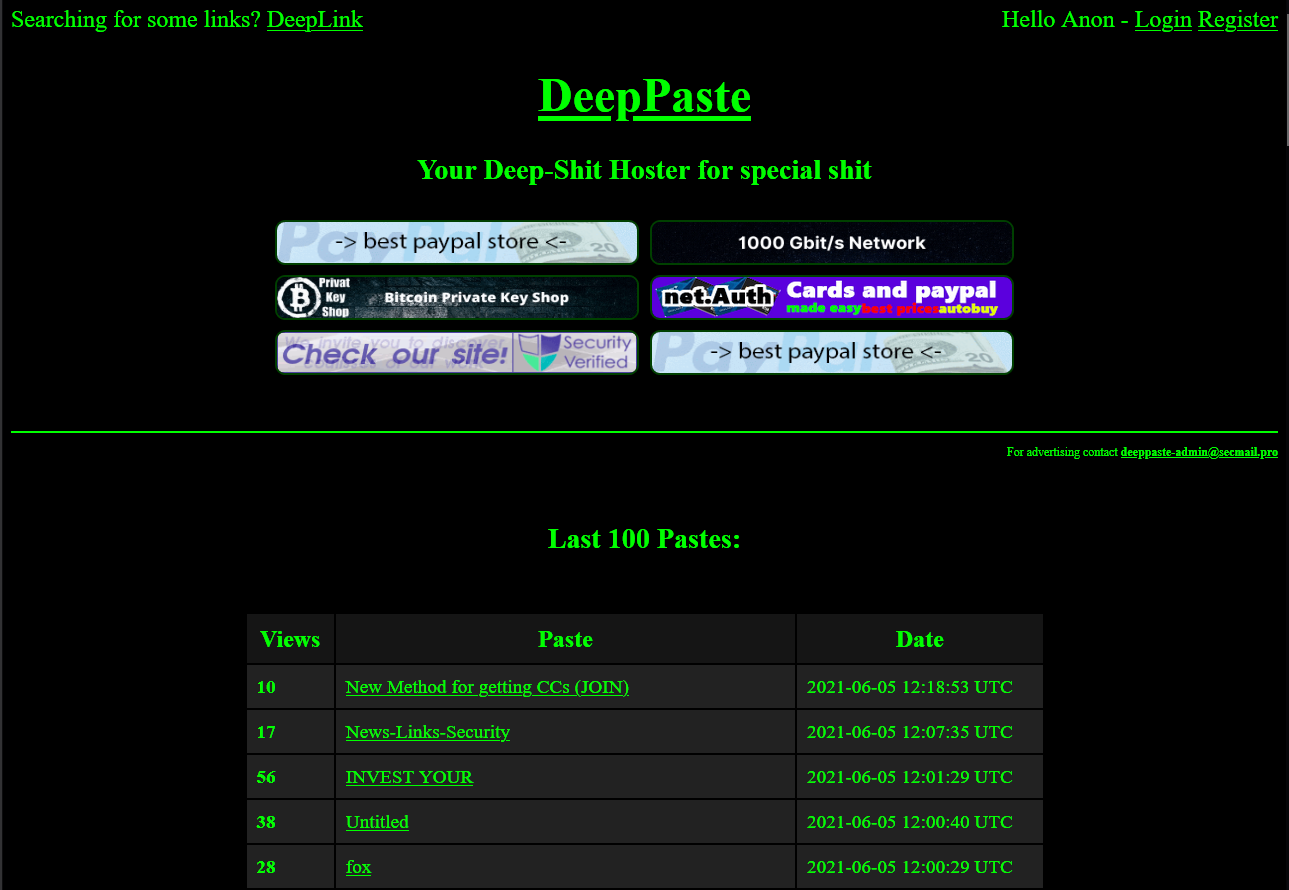 Searching for some links? DeepLink
Hello Anon - Login Register
DeepPaste
Your Deep-Shit Hoster for special shit
PayPal
-> best paypal store <-
20
1000 Gbit/s Network
Privat
Key
Shop
Bitcoin Private Key Shop
net.Auth
Cards and paypal
made easy best prices autobuy
We invite you to discover
Check our site!
Security
Verified
PayPal
-> best paypal store <-
20
For advertising contact deeppaste-admin@secmail.pro
Last 100 Pastes:
Views Paste Date
10 New Method for getting CCs (JOIN) 2021-06-05 12:18:53 UTC
17 News-Links-Security 2021-06-05 12:07:35 UTC
56 INVEST YOUR 2021-06-05 12:01:29 UTC
38 Untitled 2021-06-05 12:00:40 UTC
28 fox 2021-06-05 12:00:29 UTC